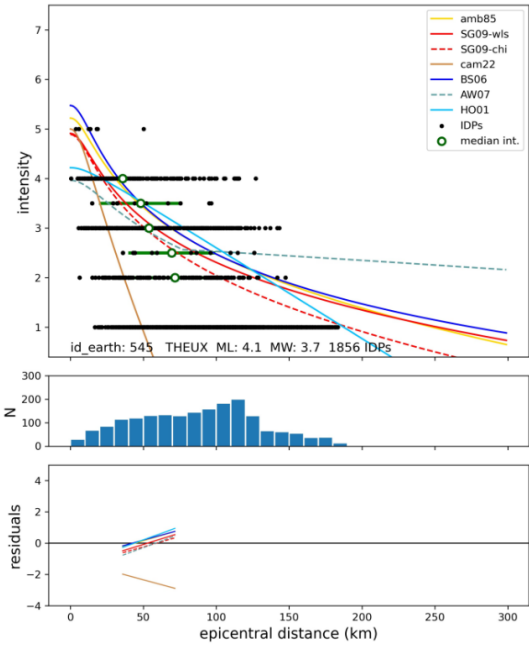 7
6
5
4
3
2
1
intensity
amb85
SG09-wls
SG09-chi
cam22
BS06
AW07
HO01
IDPs
median int.
id_earth: 545 THEUX ML: 4.1 MW: 3.7 1856 IDPs
300
200
100
0
N
4
2
0
−2
−4
residuals
0 50 100 150 200 250 300
epicentral distance (km)